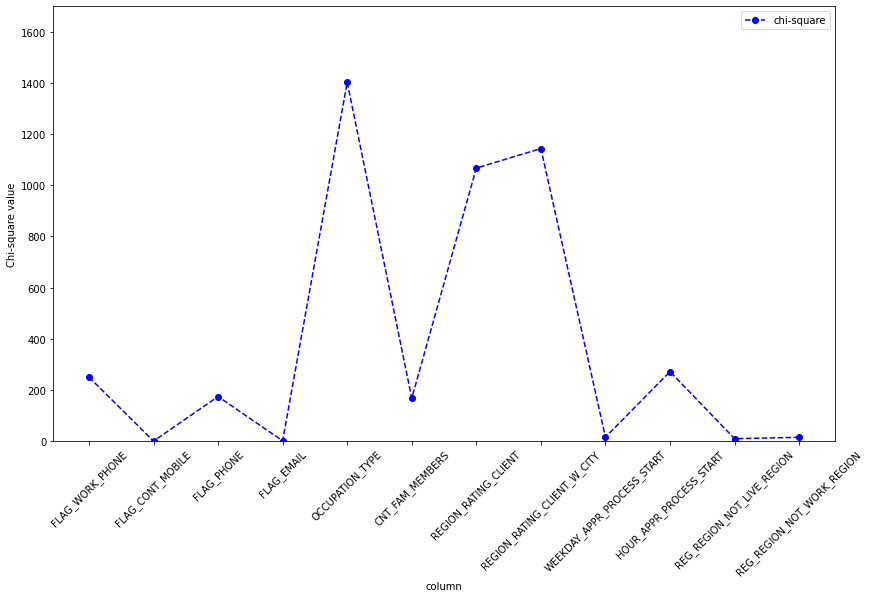 chi-square
1600
1400
1200
1000
800
600
400
200
0
Chi-square value
FLAG_WORK_PHONE
FLAG_CONT_MOBILE
FLAG_PHONE
FLAG_EMAIL
OCCUPATION_TYPE
CNT_FAM_MEMBERS
REGION_RATING_CLIENT
REGION_RATING_CLIENT_W_CITY
WEEKDAY_APPR_PROCESS_START
HOUR_APPR_PROCESS_START
REG_REGION_NOT_LIVE_REGION
REG_REGION_NOT_WORK_REGION
column